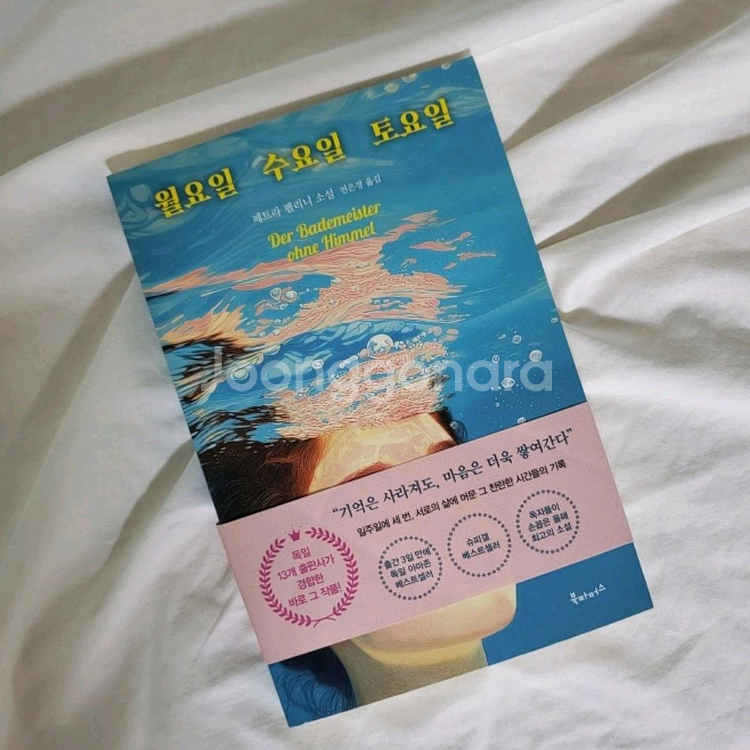 월요일 수요일 토요일
페트라 펠리니 소설 전은경 옮김
Der Bademeister
ohne Himmel
Joonggonara
“기억은 사라져도, 마음은 더욱 쌓여간다”
일주일에 세 번, 서로의 삶에 머문 그 찬란한 시간들의 기록
독일
13개 출판사가
경합한
바로 그 작품!
출간 3일 만에
독일 아마존
베스트셀러
슈피겔
베스트셀러
독자들이
손꼽은 올해
최고의 소설
북파머스